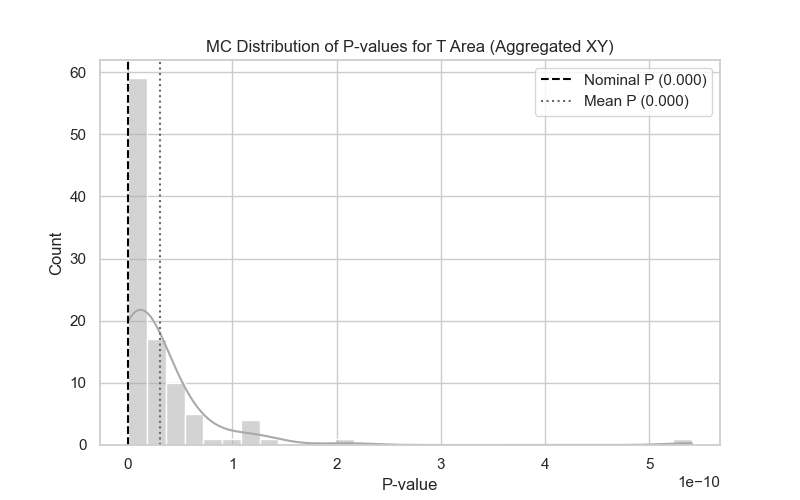 MC Distribution of P-values for T Area (Aggregated XY)
Nominal P (0.000)
Mean P (0.000)
60
50
40
30
20
10
0
Count
0 1 2 3 4 5
1e−10
P-value